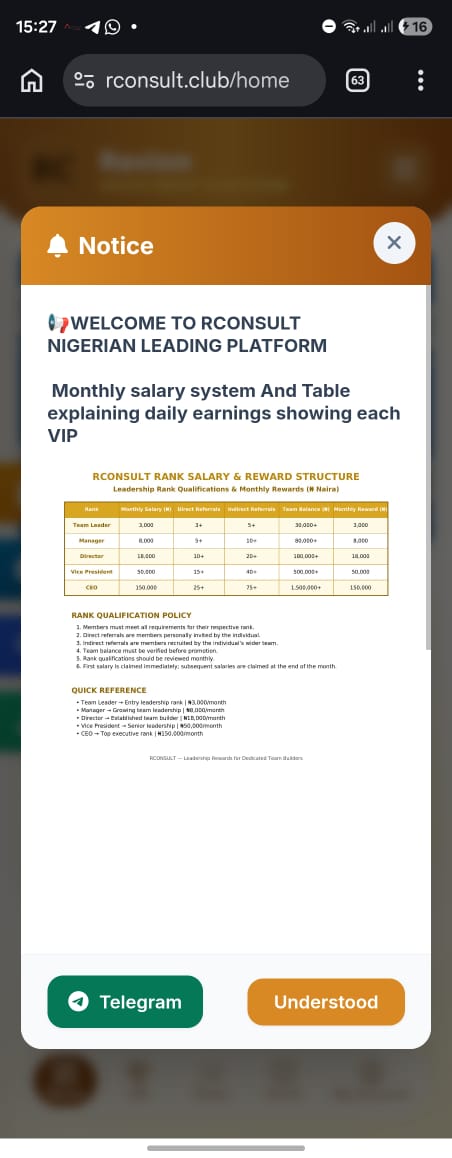 15:27
16
rconsult.club/home
63
Notice
WELCOME TO RCONSULT
NIGERIAN LEADING PLATFORM
Monthly salary system And Table
explaining daily earnings showing each
VIP
RCONSULT RANK SALARY & REWARD STRUCTURE
Leadership Rank Qualifications & Monthly Rewards (₦ Naira)
Rank Monthly Salary (₦) Direct Referrals Indirect Referrals Team Balance (₦) Monthly Reward (₦)
Team Leader 3,000 3+ 5+ 30,000+ 3,000
Manager 8,000 5+ 10+ 80,000+ 8,000
Director 18,000 10+ 20+ 180,000+ 18,000
Vice President 50,000 15+ 40+ 500,000+ 50,000
CEO 150,000 25+ 75+ 1,500,000+ 150,000
RANK QUALIFICATION POLICY
1. Members must meet all requirements for their respective rank.
2. Direct referrals are members personally invited by the individual.
3. Indirect referrals are members recruited by the individual's wider team.
4. Team balance must be verified before promotion.
5. Rank qualifications should be reviewed monthly.
6. First salary is claimed immediately; subsequent salaries are claimed at the end of the month.
QUICK REFERENCE
• Team Leader → Entry leadership rank | ₦3,000/month
• Manager → Growing team leadership | ₦8,000/month
• Director → Established team builder | ₦18,000/month
• Vice President → Senior leadership | ₦50,000/month
• CEO → Top executive rank | ₦150,000/month
RCONSULT — Leadership Rewards for Dedicated Team Builders
Telegram
Understood